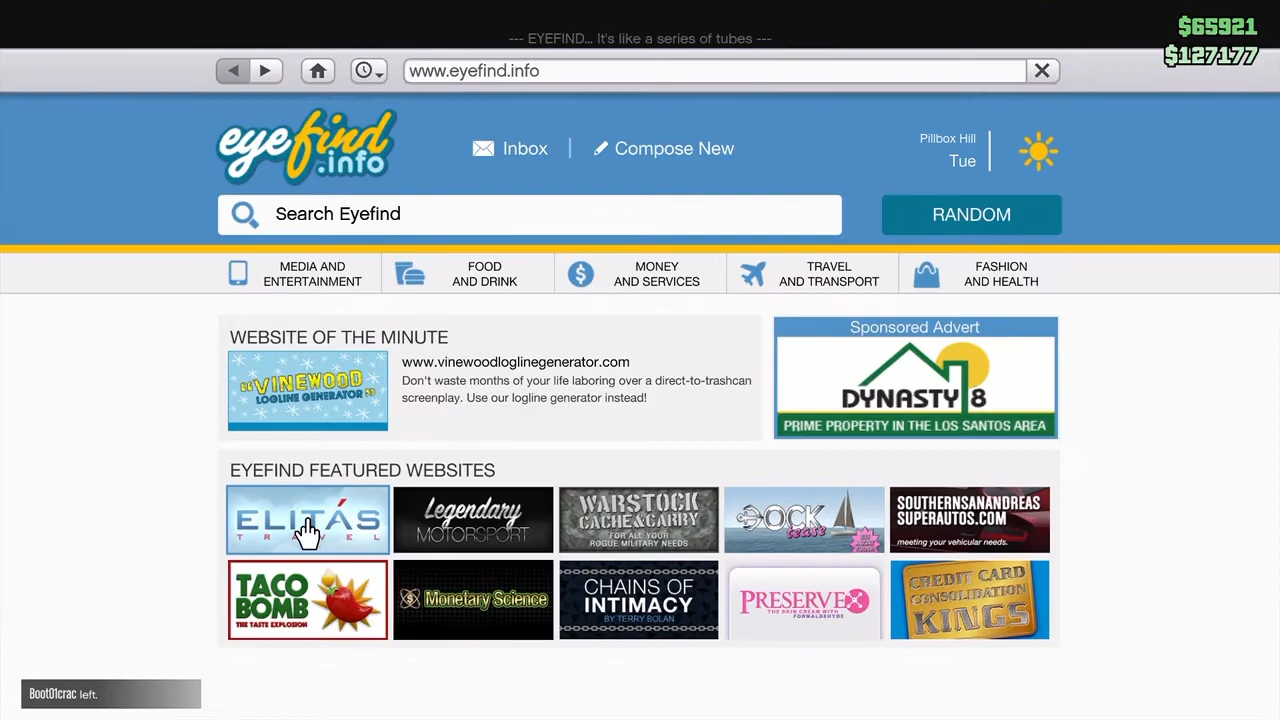 --- EYEFIND... It's like a series of tubes ---
$65921
$127177
www.eyefind.info
eyefind
.info
Inbox
Compose New
Pillbox Hill
Tue
Search Eyefind
RANDOM
MEDIA AND
ENTERTAINMENT
FOOD
AND DRINK
MONEY
AND SERVICES
TRAVEL
AND TRANSPORT
FASHION
AND HEALTH
WEBSITE OF THE MINUTE
"VINEWOOD
LOGLINE GENERATOR"
www.vinewoodloglinegenerator.com
Don't waste months of your life laboring over a direct-to-trashcan
screenplay. Use our logline generator instead!
Sponsored Advert
DYNASTY 8
PRIME PROPERTY IN THE LOS SANTOS AREA
EYEFIND FEATURED WEBSITES
ELITÁS
TRAVEL
Legendary
MOTORSPORT
WARSTOCK
CACHE & CARRY
FOR ALL YOUR
ROGUE MILITARY NEEDS
DOCK
tease
SOUTHERNSANANDREAS
SUPERAUTOS.COM
meeting your vehicular needs.
TACO
BOMB
THE TASTE EXPLOSION
Monetary Science
CHAINS OF
INTIMACY
BY TERRY BOLAN
PRESERVEX
THE SKIN CREAM WITH
FORMALDEHYDE
CREDIT CARD
CONSOLIDATION
KINGS
Boot01crac left.